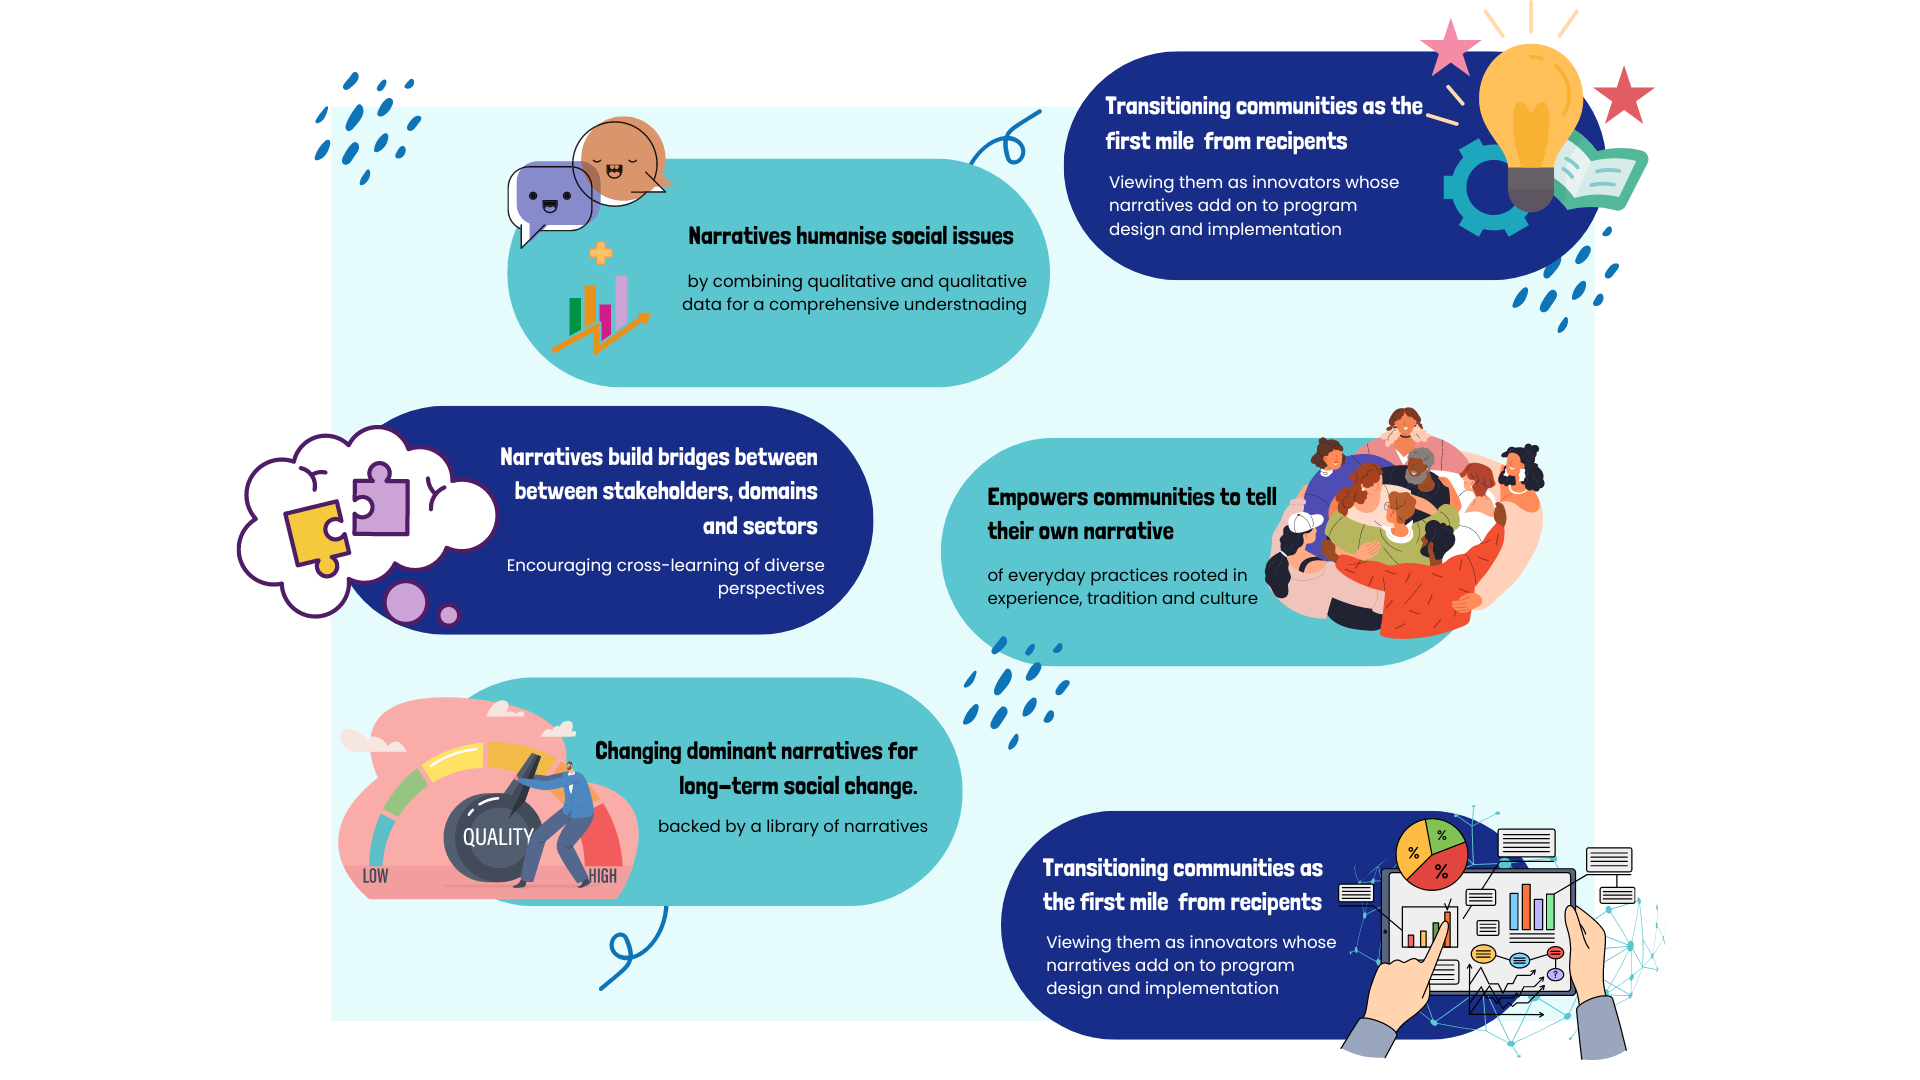 Transitioning communities as the
first mile  from recipents
Viewing them as innovators whose
narratives add on to program
design and implementation
Narratives humanise social issues
by combining qualitative and qualitative
data for a comprehensive understnading
Narratives build bridges between
between stakeholders, domains
and sectors
Encouraging cross-learning of diverse
perspectives
Empowers communities to tell
their own narrative
of everyday practices rooted in
experience, tradition and culture
Changing dominant narratives for
long-term social change.
backed by a library of narratives
QUALITY
LOW
HIGH
Transitioning communities as
the first mile  from recipents
Viewing them as innovators whose
narratives add on to program
design and implementation
%
%
%
?